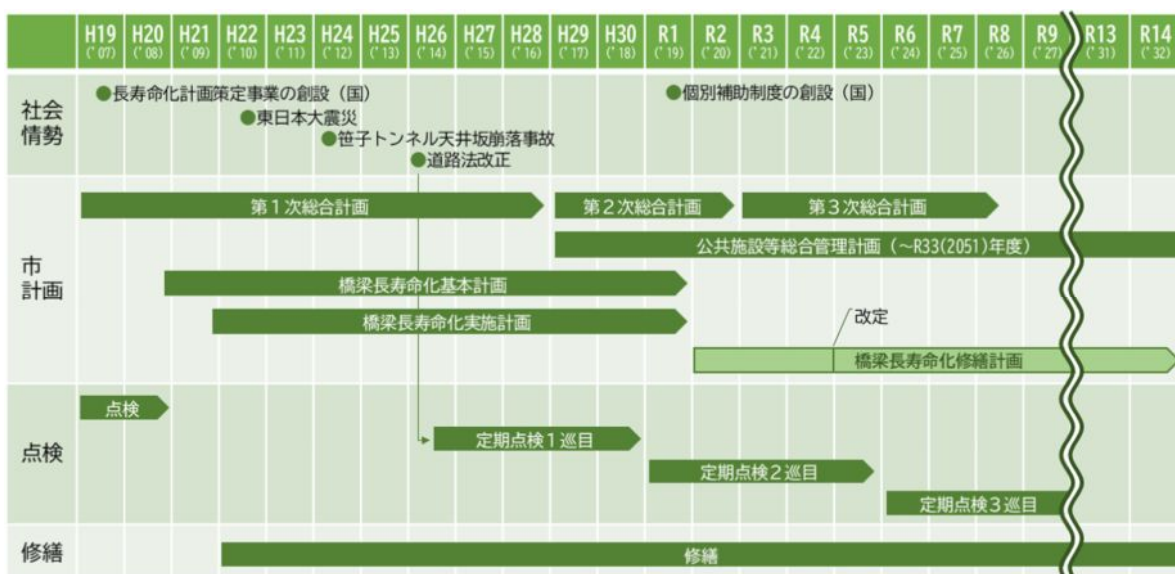 H19 H20 H21 H22 H23 H24 H25 H26 H27 H28 H29 H30 R1 R2 R3 R4 R5 R6 R7 R8 R9 R13 R14
('07) ('08) ('09) ('10) ('11) ('12) ('13) ('14) ('15) ('16) ('17) ('18) ('19) ('20) ('21) ('22) ('23) ('24) ('25) ('26) ('27) ('31) ('32)
社会
情勢
●長寿命化計画策定事業の創設（国）
●個別補助制度の創設（国）
●東日本大震災
●笹子トンネル天井坂崩落事故
●道路法改正
市
計画
第１次総合計画
第２次総合計画
第３次総合計画
公共施設等総合管理計画（～R33(2051)年度）
橋梁長寿命化基本計画
橋梁長寿命化実施計画
改定
橋梁長寿命化修繕計画
点検
点検
定期点検１巡目
定期点検２巡目
定期点検３巡目
修繕
修繕